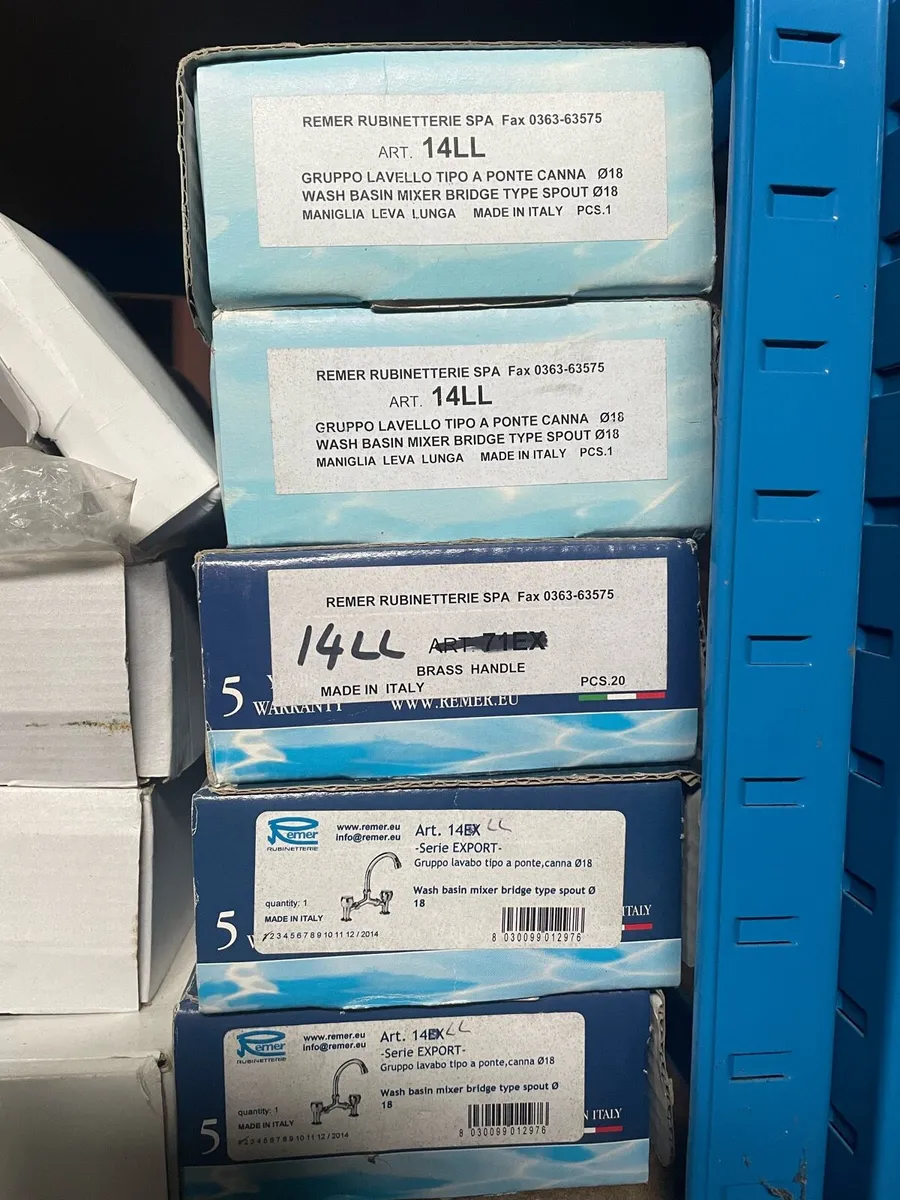 REMER RUBINETTERIE SPA Fax 0363-63575
ART. 14LL
GRUPPO LAVELLO TIPO A PONTE CANNA Ø18
WASH BASIN MIXER BRIDGE TYPE SPOUT Ø18
MANIGLIA LEVA LUNGA MADE IN ITALY PCS.1
REMER RUBINETTERIE SPA Fax 0363-63575
ART. 14LL
GRUPPO LAVELLO TIPO A PONTE CANNA Ø18
WASH BASIN MIXER BRIDGE TYPE SPOUT Ø18
MANIGLIA LEVA LUNGA MADE IN ITALY PCS.1
REMER RUBINETTERIE SPA Fax 0363-63575
14LL ART. 71EX
BRASS HANDLE
MADE IN ITALY PCS.20
5 WARRANTY WWW.REMER.EU
Remer
RUBINETTERIE
www.remer.eu
info@remer.eu
Art. 14EX LL
-Serie EXPORT-
Gruppo lavabo tipo a ponte,canna Ø18
Wash basin mixer bridge type spout Ø
18
quantity: 1
MADE IN ITALY
2 3 4 5 6 7 8 9 10 11 12 / 2014
8 030099 012976
5
ITALY
Remer
RUBINETTERIE
www.remer.eu
info@remer.eu
Art. 14EX LL
-Serie EXPORT-
Gruppo lavabo tipo a ponte,canna Ø18
Wash basin mixer bridge type spout Ø
18
quantity: 1
MADE IN ITALY
3 4 5 6 7 8 9 10 11 12 / 2014
8 030099 012976
5
N ITALY